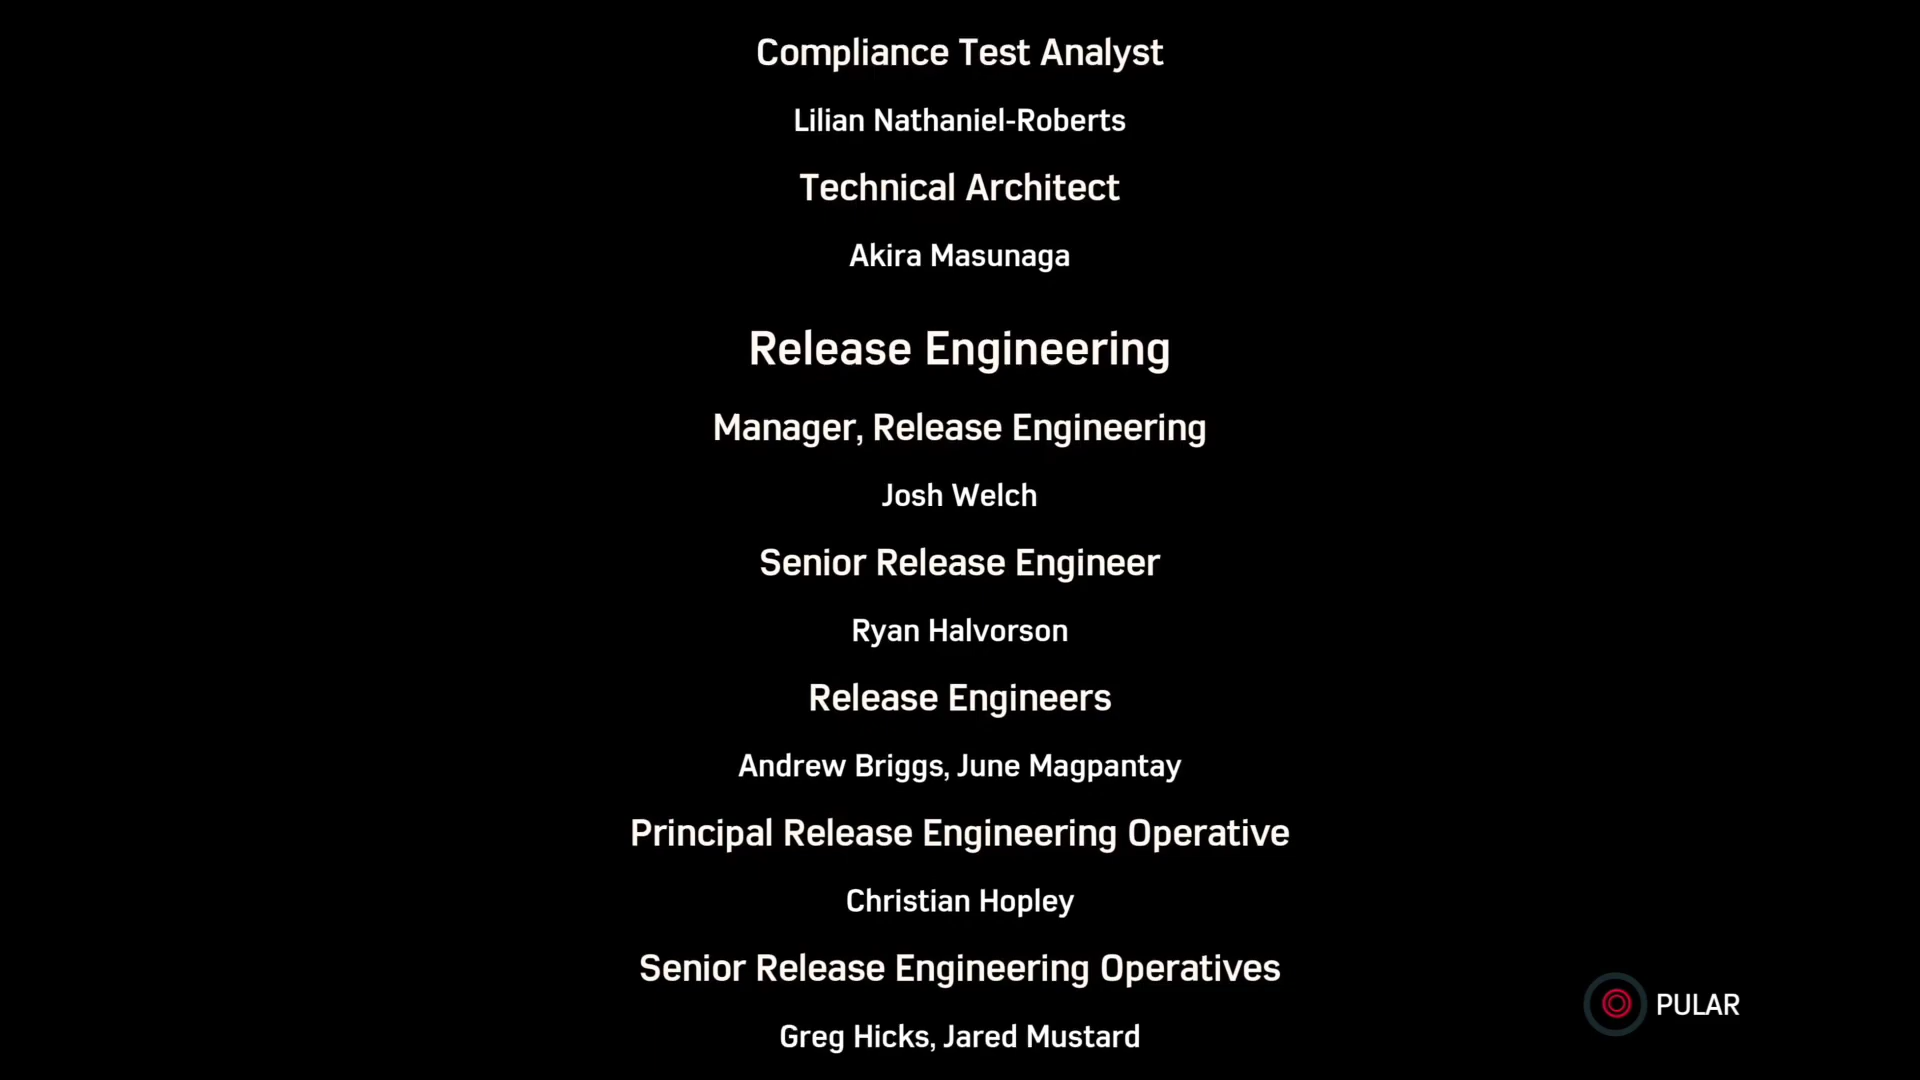 Compliance Test Analyst
Lilian Nathaniel-Roberts
Technical Architect
Akira Masunaga
Release Engineering
Manager, Release Engineering
Josh Welch
Senior Release Engineer
Ryan Halvorson
Release Engineers
Andrew Briggs, June Magpantay
Principal Release Engineering Operative
Christian Hopley
Senior Release Engineering Operatives
PULAR
Greg Hicks, Jared Mustard